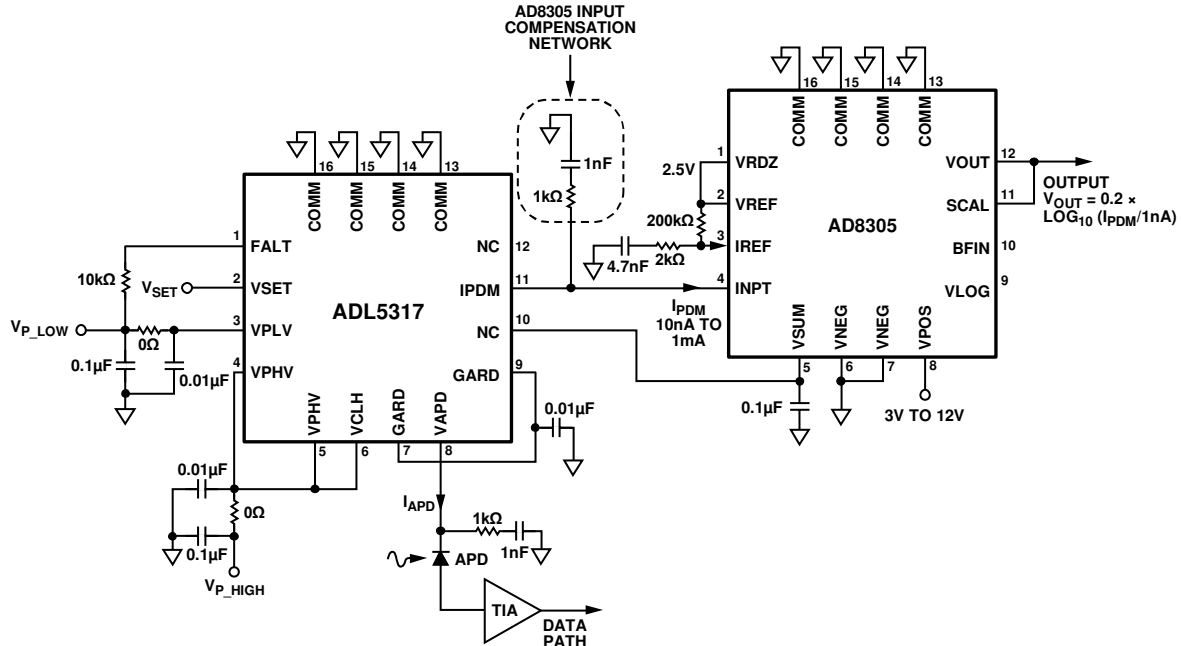 AD8305 INPUT
COMPENSATION
NETWORK
16
15
14
13
COMM
COMM
COMM
COMM
1nF
1kΩ
2.5V
200kΩ
4.7nF
2kΩ
1
VRDZ
2
VREF
3
IREF
4
INPT
AD8305
VOUT
12
SCAL
11
BFIN
10
VLOG
9
VSUM
VNEG
VNEG
VPOS
5
6
7
8
0.1µF
3V TO 12V
OUTPUT
VOUT = 0.2 ×
LOG10 (IPDM/1nA)
16
15
14
13
COMM
COMM
COMM
COMM
1
FALT
2
VSET
3
VPLV
4
VPHV
ADL5317
NC
12
IPDM
11
NC
10
GARD
9
VPHV
VCLH
GARD
VAPD
5
6
7
8
10kΩ
VSET
VP_LOW
0Ω
0.1µF
0.01µF
IPDM
10nA TO
1mA
0.01µF
0.01µF
0Ω
0.1µF
VP_HIGH
IAPD
1kΩ
1nF
APD
TIA
DATA
PATH